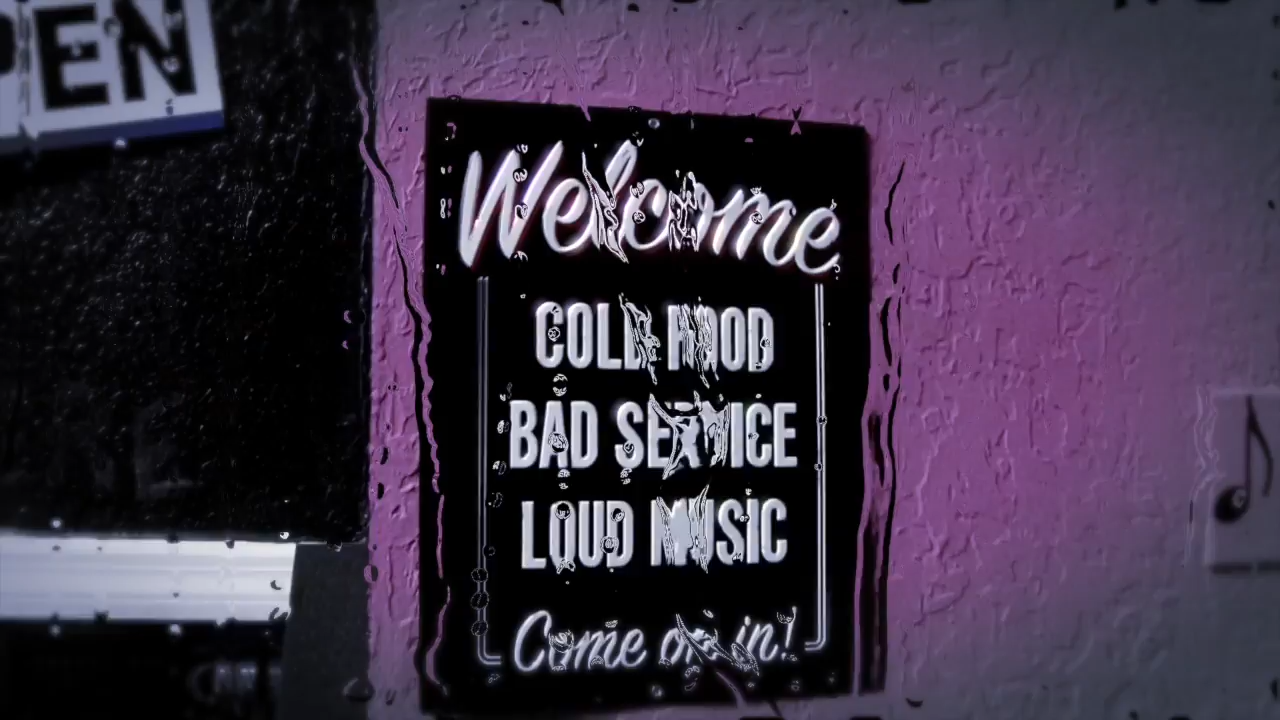 PEN
Welcome
COLD FOOD
BAD SERVICE
LOUD MUSIC
Come on in!